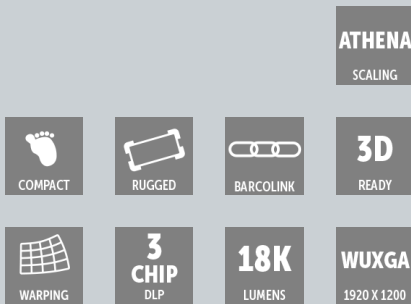 ATHENA
SCALING
COMPACT
RUGGED
BARCOLINK
3D
READY
WARPING
3
CHIP
DLP
18K
LUMENS
WUXGA
1920 X 1200